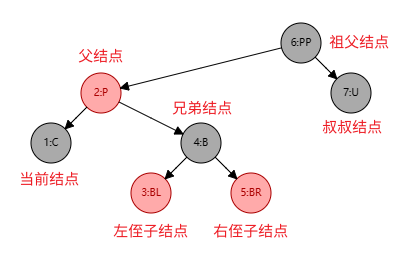 6:PP
祖父结点
父结点
2:P
7:U
兄弟结点
叔叔结点
1:C
4:B
当前结点
3:BL
5:BR
左侄子结点
右侄子结点